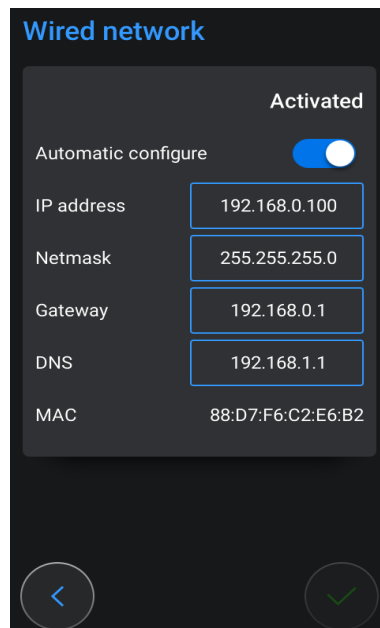 Wired network
Activated
Automatic configure
IP address 192.168.0.100
Netmask 255.255.255.0
Gateway 192.168.0.1
DNS 192.168.1.1
MAC 88:D7:F6:C2:E6:B2